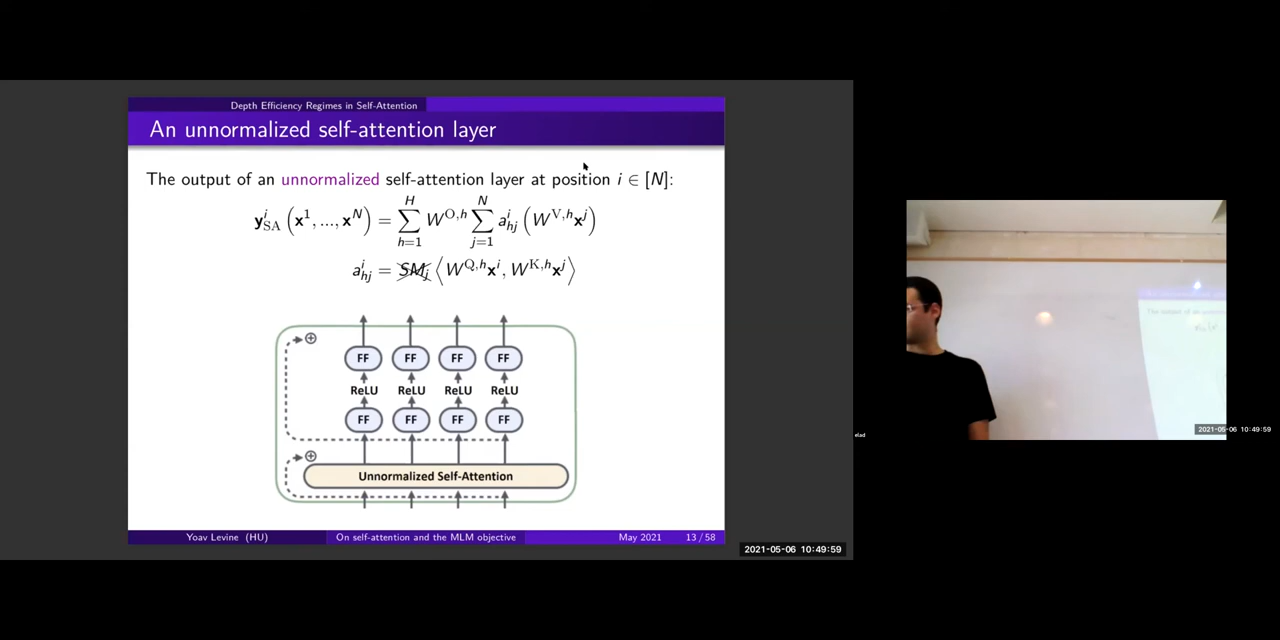 Depth Efficiency Regimes in Self-Attention
An unnormalized self-attention layer
The output of an unnormalized self-attention layer at position i ∈ [N]:
y^i_SA (x^1, ..., x^N) = ∑_{h=1}^{H} W^{O,h} ∑_{j=1}^{N} a^i_{hj} (W^{V,h} x^j)
a^i_{hj} = SM_j ⟨W^{Q,h} x^i, W^{K,h} x^j⟩
FF FF FF FF
ReLU ReLU ReLU ReLU
FF FF FF FF
Unnormalized Self-Attention
Yoav Levine (HU) On self-attention and the MLM objective May 2021 13 / 58
2021-05-06 10:49:59
elad
2021-05-06 10:49:59